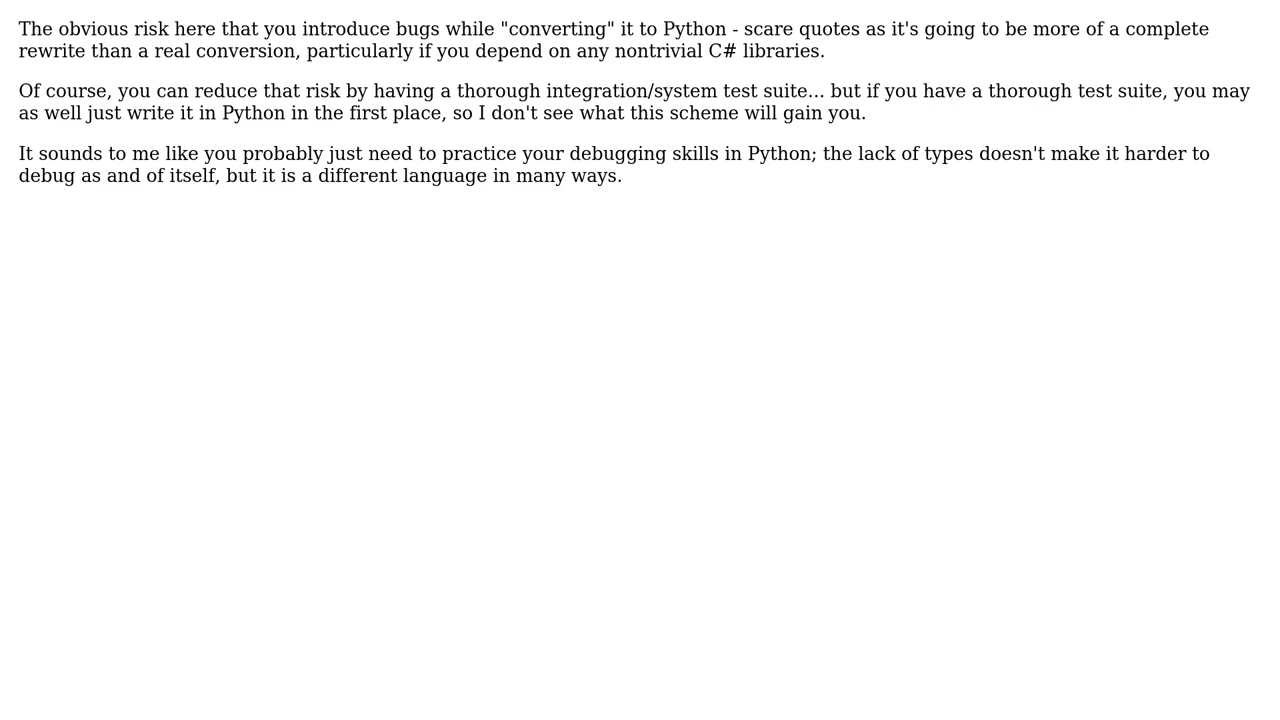 The obvious risk here that you introduce bugs while "converting" it to Python - scare quotes as it's going to be more of a complete
rewrite than a real conversion, particularly if you depend on any nontrivial C# libraries.
Of course, you can reduce that risk by having a thorough integration/system test suite... but if you have a thorough test suite, you may
as well just write it in Python in the first place, so I don't see what this scheme will gain you.
It sounds to me like you probably just need to practice your debugging skills in Python; the lack of types doesn't make it harder to
debug as and of itself, but it is a different language in many ways.